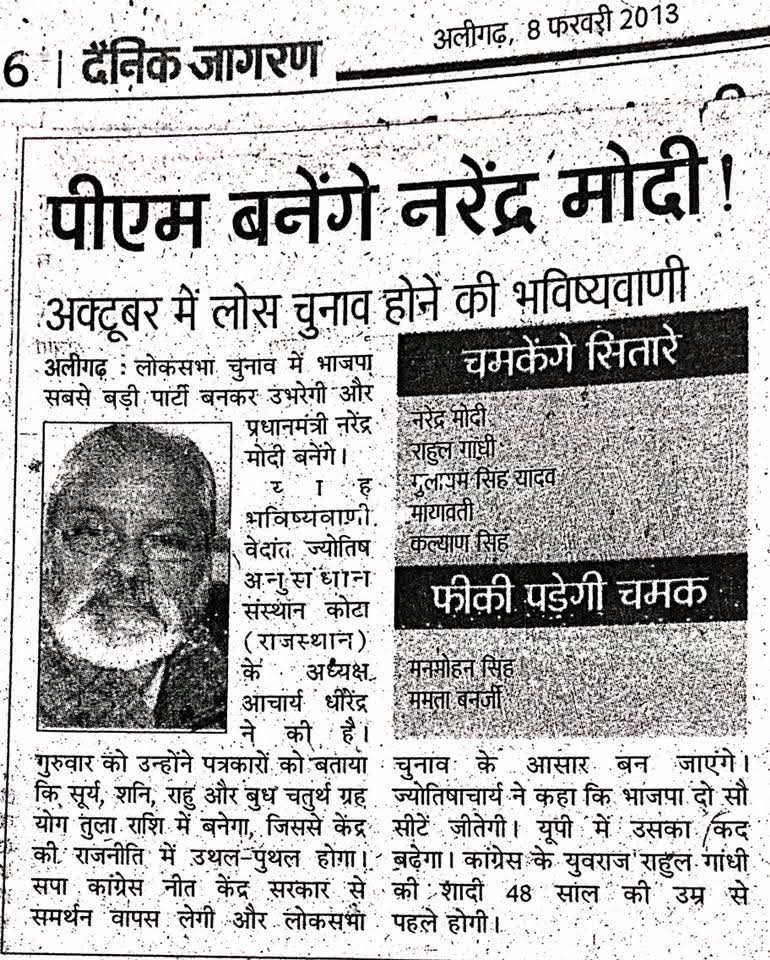 6 | दैनिक जागरण
अलीगढ़, 8 फरवरी 2013
पीएम बनेंगे नरेंद्र मोदी !
अक्टूबर में लोस चुनाव होने की भविष्यवाणी
अलीगढ़ : लोकसभा चुनाव में भाजपा
सबसे बड़ी पार्टी बनकर उभरेगी और
प्रधानमंत्री नरेंद्र
मोदी बनेंगे।
यह
भविष्यवाणी
वेदांत ज्योतिष
अनुसंधान
संस्थान कोटा
(राजस्थान)
के अध्यक्ष
आचार्य धीरेंद्र
ने की है।
गुरुवार को उन्होंने पत्रकारों को बताया
कि सूर्य, शनि, राहु और बुध चतुर्थ ग्रह
योग तुला राशि में बनेगा, जिससे केंद्र
की राजनीति में उथल-पुथल होगा।
सपा कांग्रेस नीत केंद्र सरकार से
समर्थन वापस लेगी और लोकसभा
चमकेंगे सितारे
नरेंद्र मोदी
राहुल गांधी
मुलायम सिंह यादव
मायावती
कल्याण सिंह
फीकी पड़ेगी चमक
मनमोहन सिंह
ममता बनर्जी
चुनाव के आसार बन जाएंगे।
ज्योतिषाचार्य ने कहा कि भाजपा दो सौ
सीटें जीतेगी। यूपी में उसका कद
बढ़ेगा। कांग्रेस के युवराज राहुल गांधी
की शादी 48 साल की उम्र से
पहले होगी।